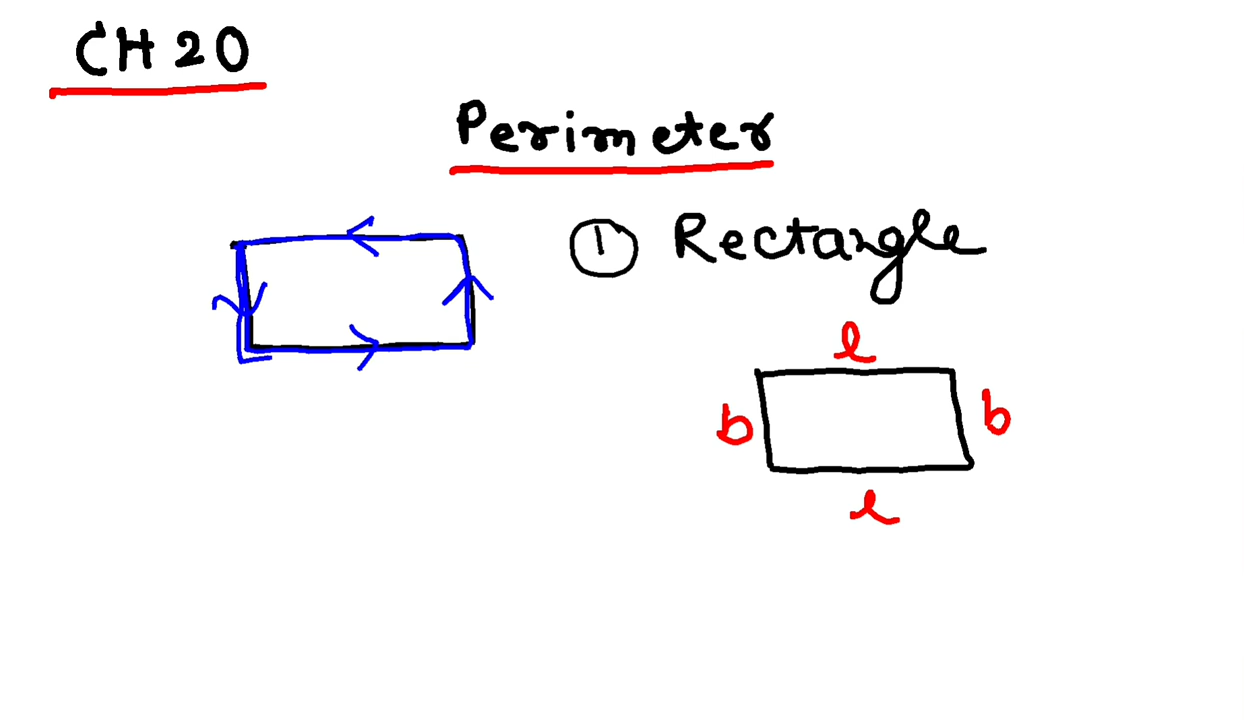 CH 20
Perimeter
① Rectangle
l
b b
l